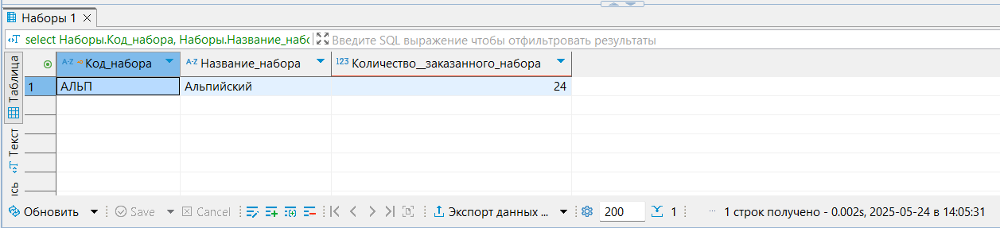 Наборы 1
select Наборы.Код_набора, Наборы.Название_набо
Введите SQL выражение чтобы отфильтровать результаты
Таблица
Текст
A-Z Код_набора
A-Z Название_набора
123 Количество__заказанного_набора
1 АЛЬП Альпийский 24
Обновить Save Cancel Экспорт данных ... 200 1 ... 1 строк получено - 0.002s, 2025-05-24 в 14:05:31